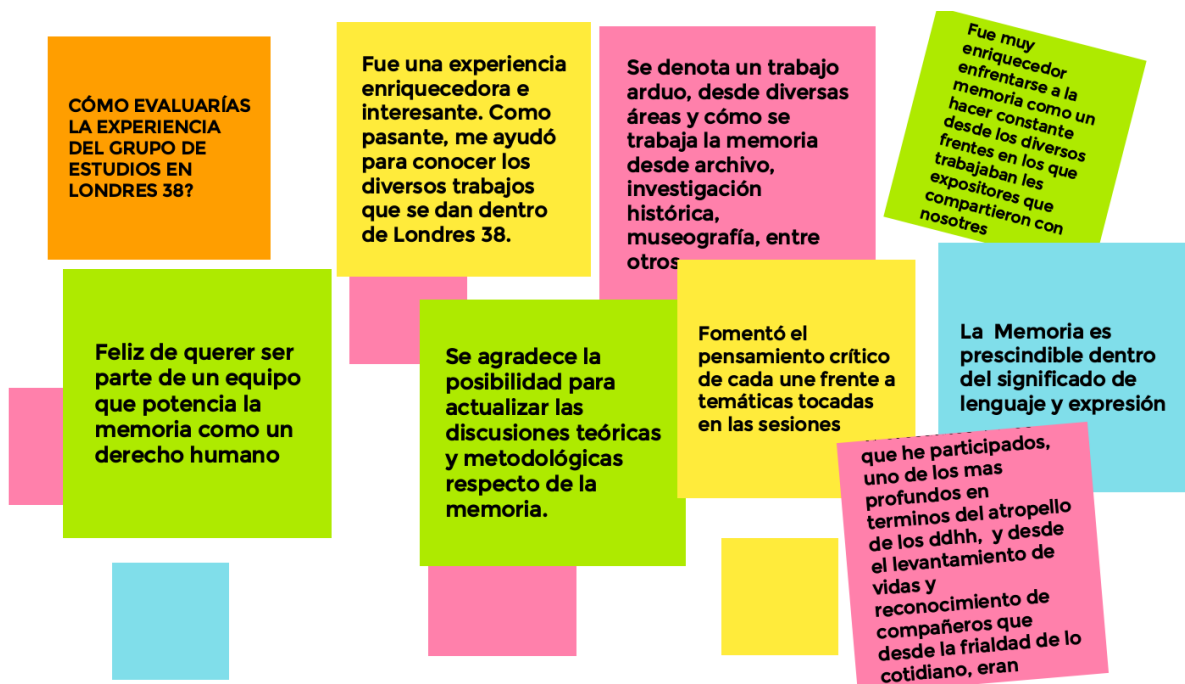 CÓMO EVALUARÍAS
LA EXPERIENCIA
DEL GRUPO DE
ESTUDIOS EN
LONDRES 38?
Fue una experiencia
enriquecedora e
interesante. Como
pasante, me ayudó
para conocer los
diversos trabajos
que se dan dentro
de Londres 38.
Se denota un trabajo
arduo, desde diversas
áreas y cómo se
trabaja la memoria
desde archivo,
investigación
histórica,
museografía, entre
otros
Fue muy
enriquecedor
enfrentarse a la
memoria como un
hacer constante
desde los diversos
frentes en los que
trabajaban les
expositores que
compartieron con
nosotres
Feliz de querer ser
parte de un equipo
que potencia la
memoria como un
derecho humano
Se agradece la
posibilidad para
actualizar las
discusiones teóricas
y metodológicas
respecto de la
memoria.
Fomentó el
pensamiento crítico
de cada une frente a
temáticas tocadas
en las sesiones
La Memoria es
prescindible dentro
del significado de
lenguaje y expresión
que he participados,
uno de los mas
profundos en
terminos del atropello
de los ddhh, y desde
el levantamiento de
vidas y
reconocimiento de
compañeros que
desde la frialdad de lo
cotidiano, eran